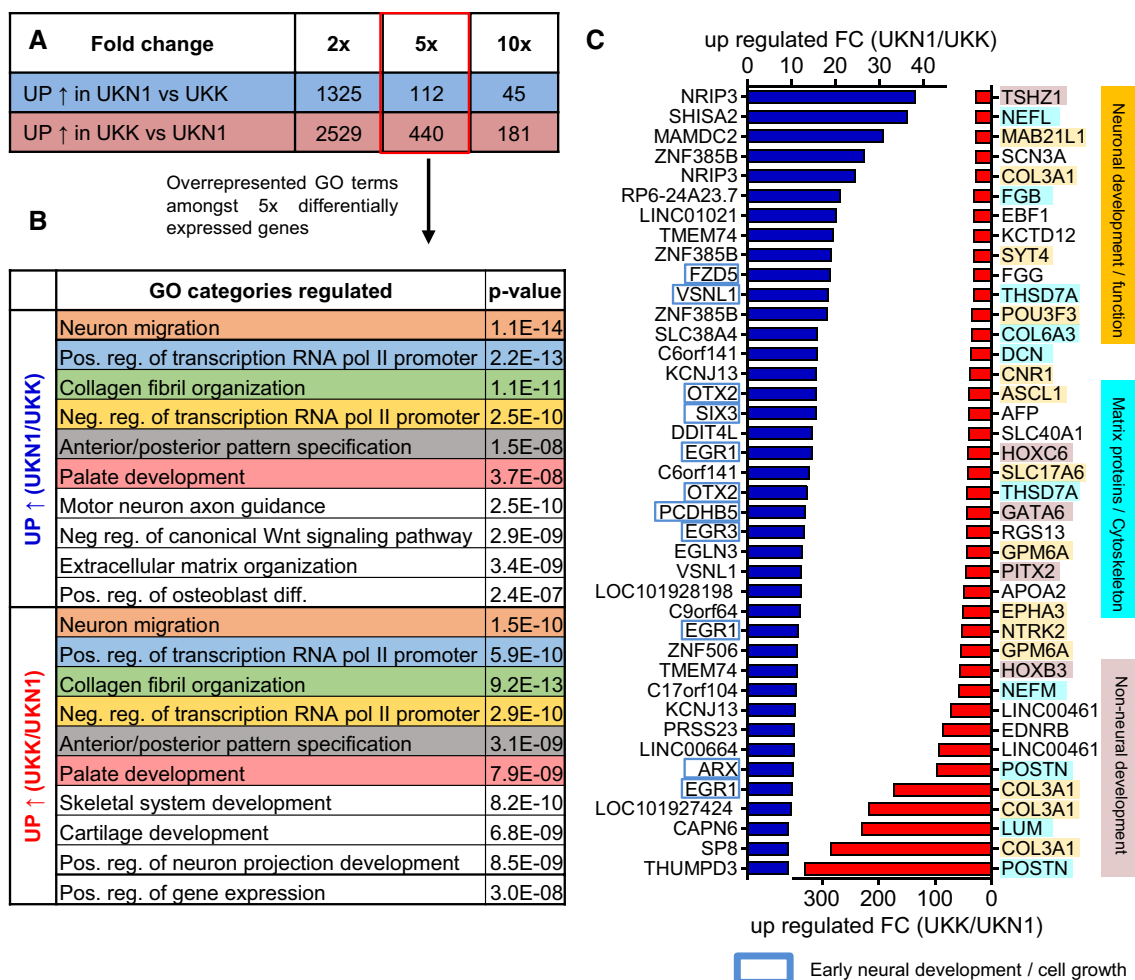 A
Fold change 2x 5x 10x
UP ↑ in UKN1 vs UKK 1325 112 45
UP ↑ in UKK vs UKN1 2529 440 181
Overrepresented GO terms
amongst 5x differentially
expressed genes
B
GO categories regulated p-value
UP ↑ (UKN1/UKK)
Neuron migration 1.1E-14
Pos. reg. of transcription RNA pol II promoter 2.2E-13
Collagen fibril organization 1.1E-11
Neg. reg. of transcription RNA pol II promoter 2.5E-10
Anterior/posterior pattern specification 1.5E-08
Palate development 3.7E-08
Motor neuron axon guidance 2.5E-10
Neg reg. of canonical Wnt signaling pathway 2.9E-09
Extracellular matrix organization 3.4E-09
Pos. reg. of osteoblast diff. 2.4E-07
UP ↑ (UKK/UKN1)
Neuron migration 1.5E-10
Pos. reg. of transcription RNA pol II promoter 5.9E-10
Collagen fibril organization 9.2E-13
Neg. reg. of transcription RNA pol II promoter 2.9E-10
Anterior/posterior pattern specification 3.1E-09
Palate development 7.9E-09
Skeletal system development 8.2E-10
Cartilage development 6.8E-09
Pos. reg. of neuron projection development 8.5E-09
Pos. reg. of gene expression 3.0E-08
C
up regulated FC (UKN1/UKK)
0 10 20 30 40
NRIP3 TSHZ1
SHISA2 NEFL
MAMDC2 MAB21L1
ZNF385B SCN3A
NRIP3 COL3A1
RP6-24A23.7 FGB
LINC01021 EBF1
TMEM74 KCTD12
ZNF385B SYT4
FZD5 FGG
VSNL1 THSD7A
ZNF385B POU3F3
SLC38A4 COL6A3
C6orf141 DCN
KCNJ13 CNR1
OTX2 ASCL1
SIX3 AFP
DDIT4L SLC40A1
EGR1 HOXC6
C6orf141 SLC17A6
OTX2 THSD7A
PCDHB5 GATA6
EGR3 RGS13
EGLN3 GPM6A
VSNL1 PITX2
LOC101928198 APOA2
C9orf64 EPHA3
EGR1 NTRK2
ZNF506 GPM6A
TMEM74 HOXB3
C17orf104 NEFM
KCNJ13 LINC00461
PRSS23 EDNRB
LINC00664 LINC00461
ARX POSTN
EGR1 COL3A1
LOC101927424 COL3A1
CAPN6 LUM
SP8 COL3A1
THUMPD3 POSTN
300 200 100 0
up regulated FC (UKK/UKN1)
Neuronal development / function
Matrix proteins / Cytoskeleton
Non-neural development
Early neural development / cell growth